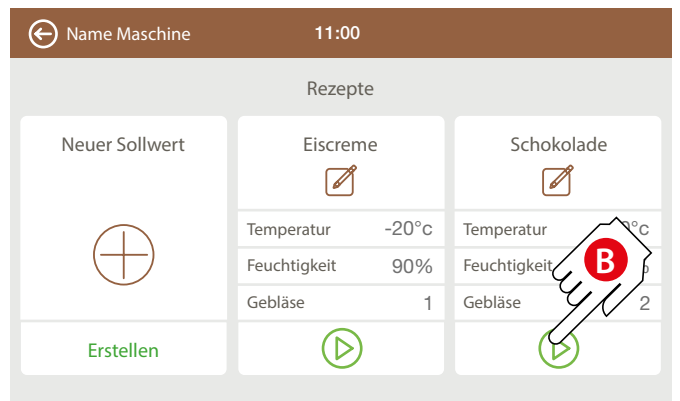 Name Maschine
11:00
Rezepte
Neuer Sollwert
Erstellen
Eiscreme
Temperatur -20°c
Feuchtigkeit 90%
Gebläse 1
Schokolade
Temperatur °c
Feuchtigkeit
Gebläse 2
B